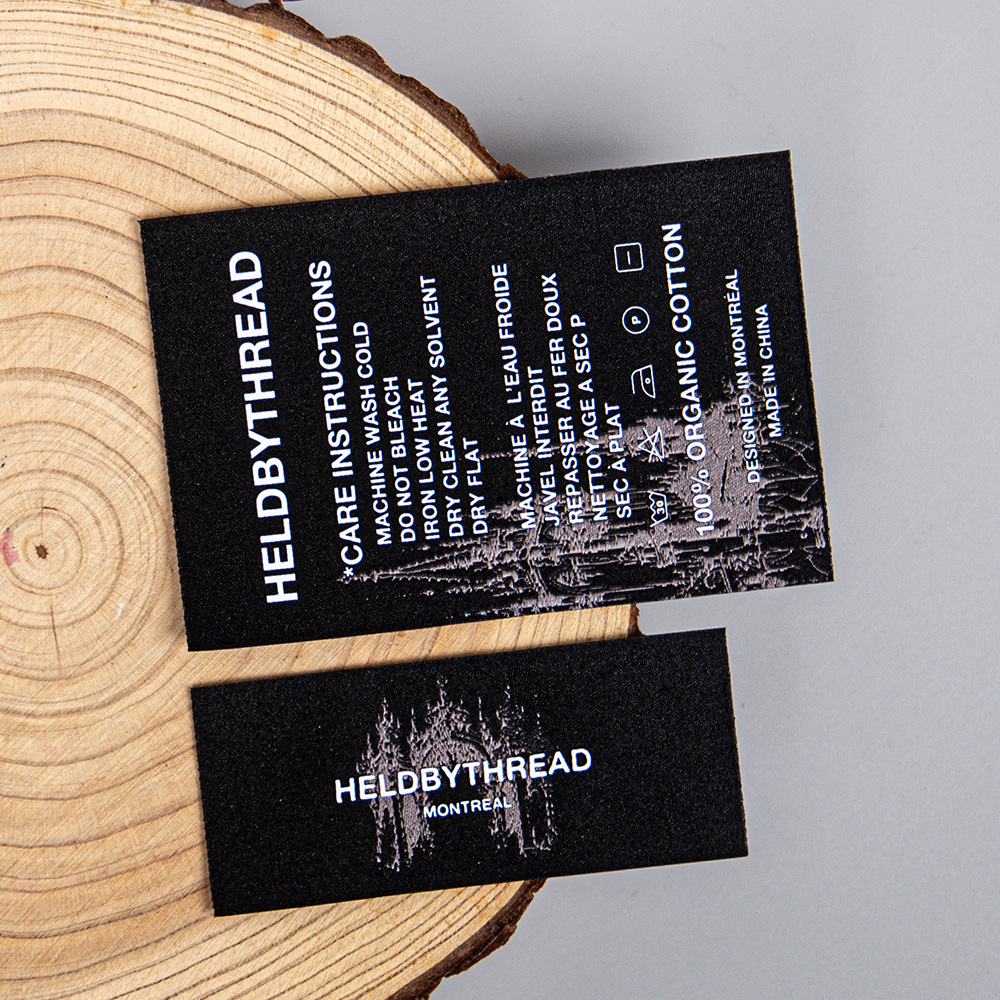 HELDBYTHREAD
*CARE INSTRUCTIONS
MACHINE WASH COLD
DO NOT BLEACH
IRON LOW HEAT
DRY CLEAN ANY SOLVENT
DRY FLAT
MACHINE À L'EAU FROIDE
JAVEL INTERDIT
REPASSER AU FER DOUX
NETTOYAGE A SEC P
SEC À PLAT
30 P
100% ORGANIC COTTON
DESIGNED IN MONTRÉAL
MADE IN CHINA
HELDBYTHREAD
MONTREAL